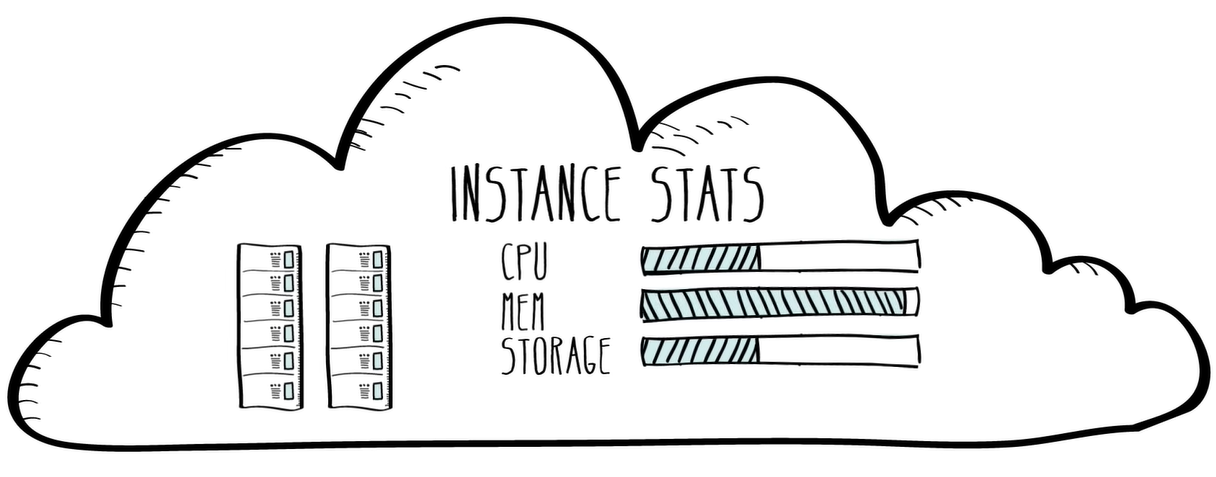 INSTANCE STATS
CPU
MEM
STORAGE